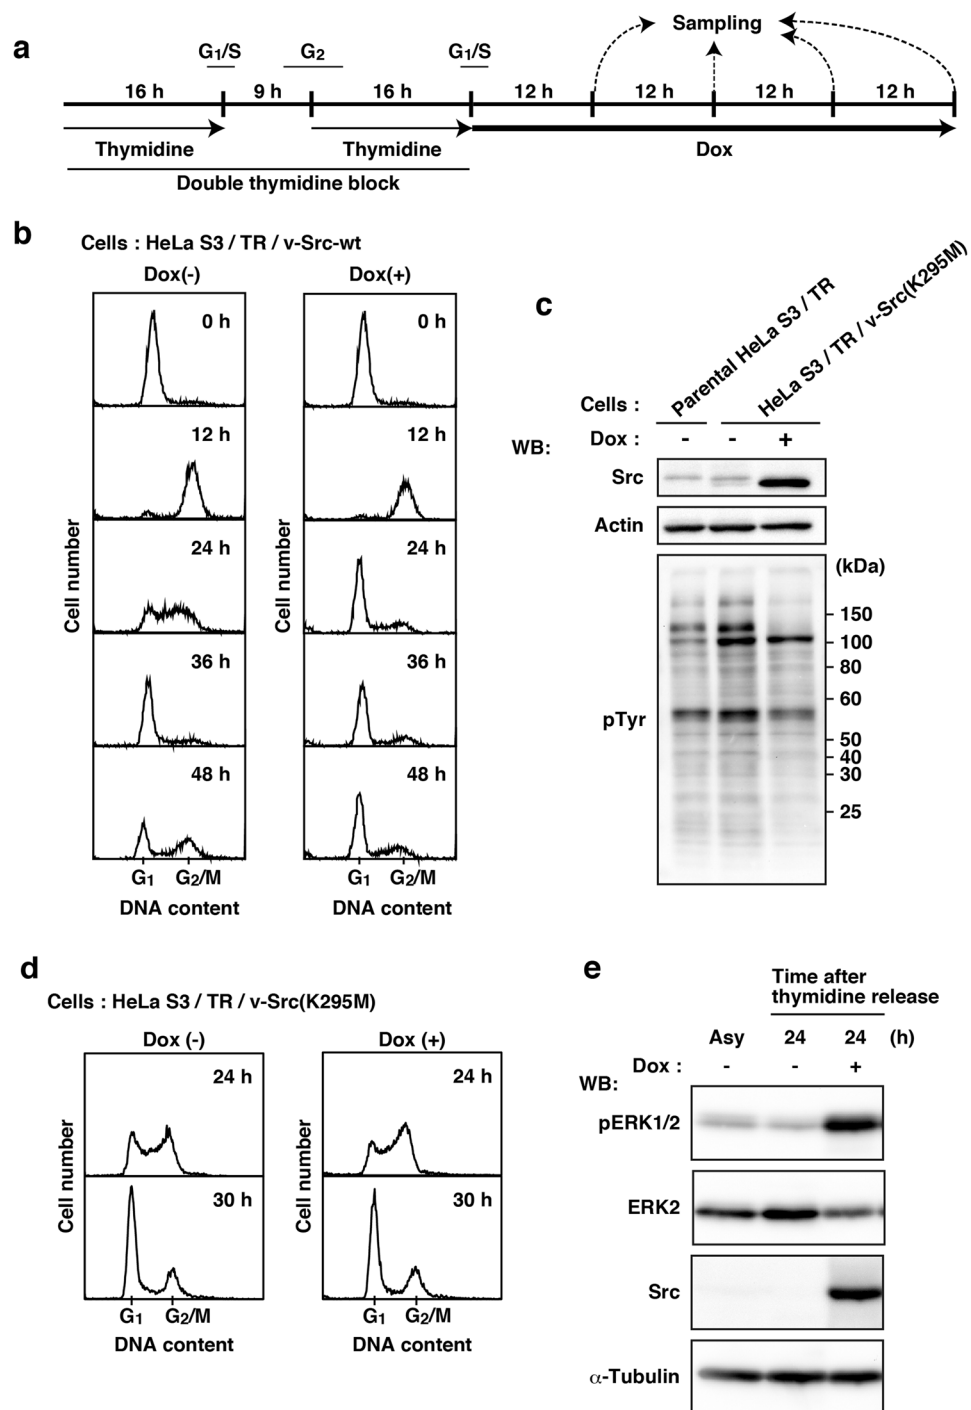 a
Sampling
G1/S
G2
G1/S
16 h
9 h
16 h
12 h
12 h
12 h
12 h
Thymidine
Thymidine
Dox
Double thymidine block
b
Cells : HeLa S3 / TR / v-Src-wt
Dox(-)
Dox(+)
0 h
0 h
12 h
12 h
24 h
24 h
36 h
36 h
48 h
48 h
Cell number
Cell number
G1
G2/M
G1
G2/M
DNA content
DNA content
c
Parental HeLa S3 / TR
HeLa S3 / TR / v-Src(K295M)
Cells :
WB:
Dox :
-
-
+
Src
Actin
(kDa)
150
100
80
60
pTyr
50
40
30
25
d
Cells : HeLa S3 / TR / v-Src(K295M)
Dox (-)
Dox (+)
24 h
24 h
30 h
30 h
Cell number
Cell number
G1
G2/M
G1
G2/M
DNA content
DNA content
e
Time after
thymidine release
Asy
24
24
(h)
Dox :
-
-
+
WB:
pERK1/2
ERK2
Src
α-Tubulin